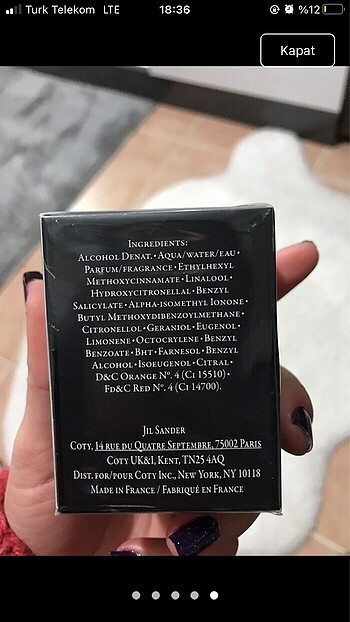 Turk Telekom LTE 18:36 %12
Kapat
INGREDIENTS:
ALCOHOL DENAT. • AQUA/WATER/EAU •
PARFUM/FRAGRANCE • ETHYLHEXYL
METHOXYCINNAMATE • LINALOOL •
HYDROXYCITRONELLAL • BENZYL
SALICYLATE • ALPHA-ISOMETHYL IONONE •
BUTYL METHOXYDIBENZOYLMETHANE •
CITRONELLOL • GERANIOL • EUGENOL •
LIMONENE • OCTOCRYLENE • BENZYL
BENZOATE • BHT • FARNESOL • BENZYL
ALCOHOL • ISOEUGENOL • CITRAL •
D&C ORANGE Nº. 4 (CI 15510) •
FD&C RED Nº. 4 (CI 14700).
JIL SANDER
COTY, 14 RUE DU QUATRE SEPTEMBRE, 75002 PARIS
COTY UK&I, KENT, TN25 4AQ
DIST. FOR/POUR COTY INC., NEW YORK, NY 10118
MADE IN FRANCE / FABRIQUÉ EN FRANCE